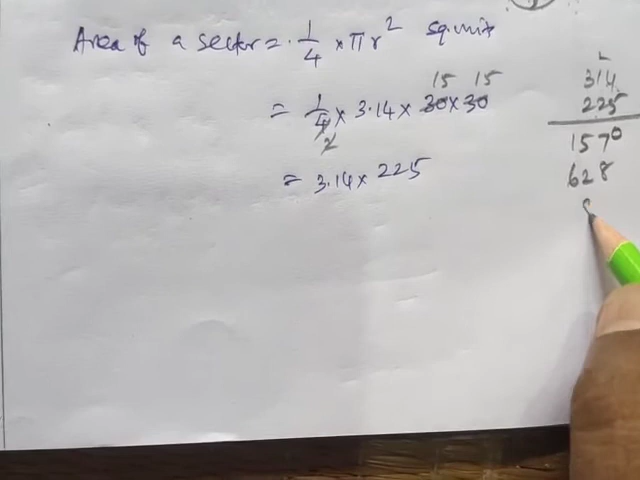 Area of a sector = . 1/4 × πr² sq.unit
= 1/4 × 3.14 × 30 × 30
15 15
2
= 3.14 × 225
2
314
225
1570
628